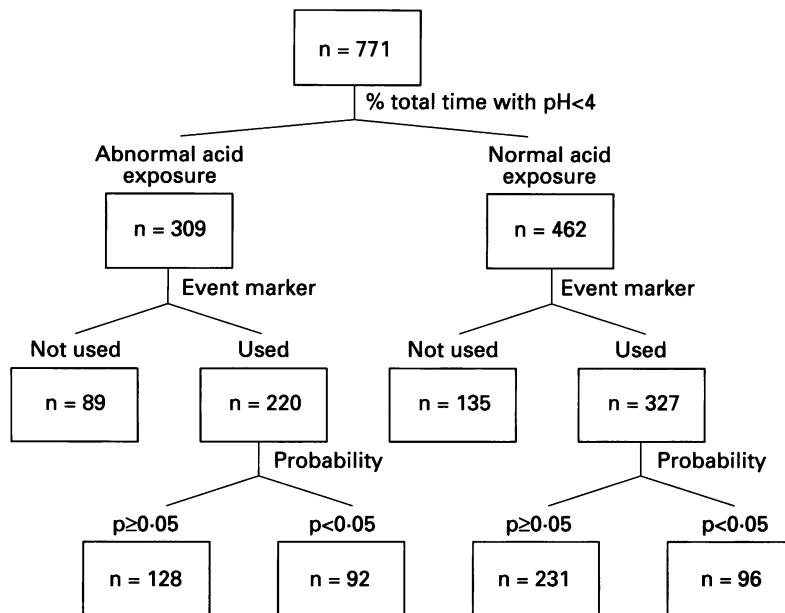 n = 771
% total time with pH<4
Abnormal acid
exposure
Normal acid
exposure
n = 309
n = 462
Event marker
Event marker
Not used
Used
Not used
Used
n = 89
n = 220
n = 135
n = 327
Probability
Probability
p≥0·05
p<0·05
p≥0·05
p<0·05
n = 128
n = 92
n = 231
n = 96